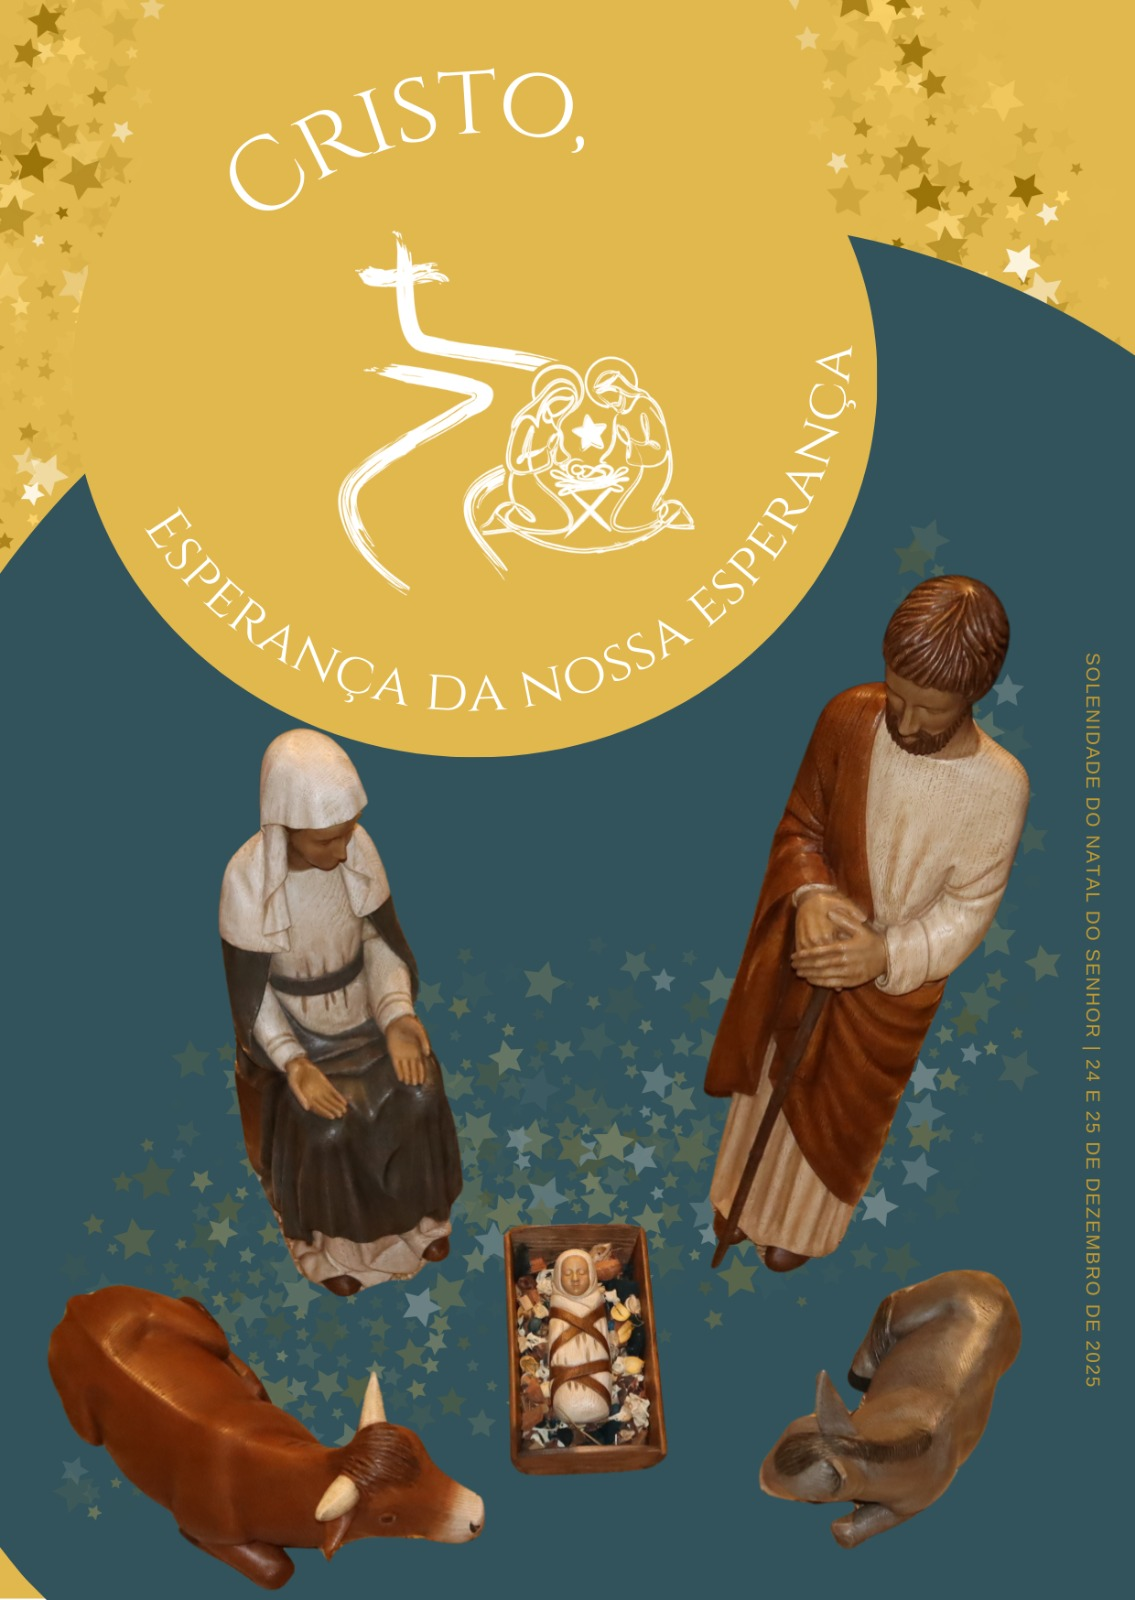 CRISTO,
ESPERANÇA DA NOSSA ESPERANÇA
SOLENIDADE DO NATAL DO SENHOR | 24 E 25 DE DEZEMBRO DE 2025